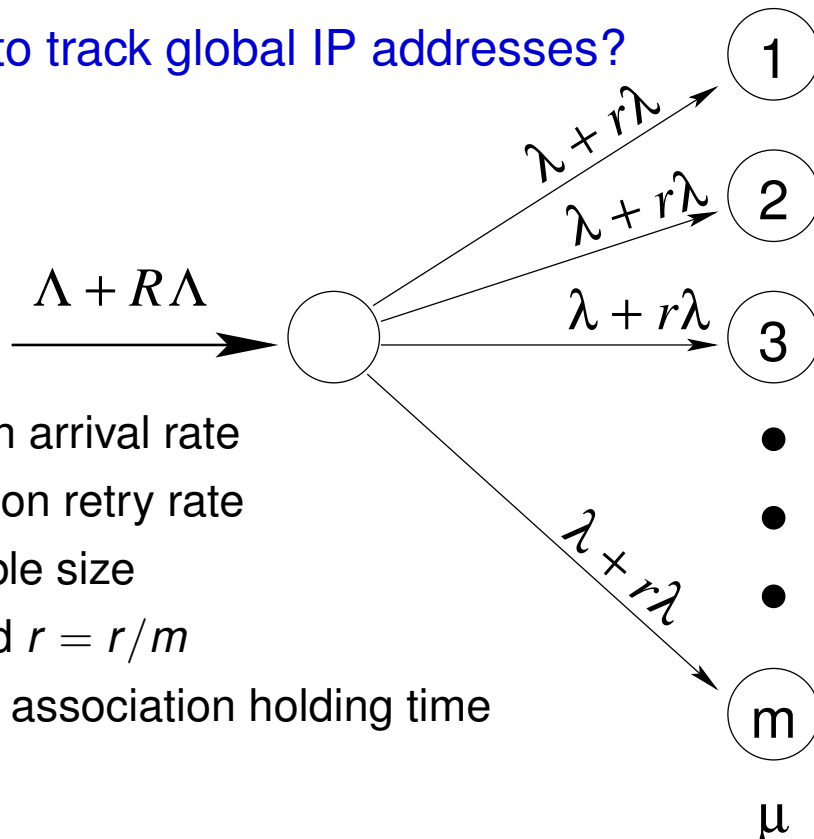 to track global IP addresses?
1
λ + rλ
2
λ + rλ
Λ + RΛ
λ + rλ
3
arrival rate
on retry rate
ple size
r = r/m
λ + rλ
association holding time
m
μ